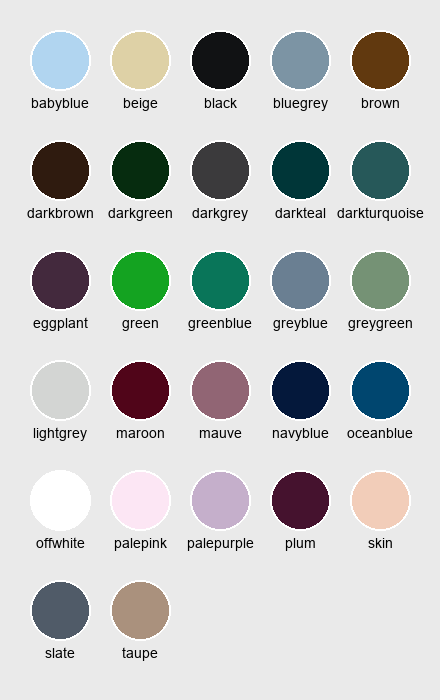 babyblue beige black bluegrey brown
darkbrown darkgreen darkgrey darkteal darkturquoise
eggplant green greenblue greyblue greygreen
lightgrey maroon mauve navyblue oceanblue
offwhite palepink palepurple plum skin
slate taupe